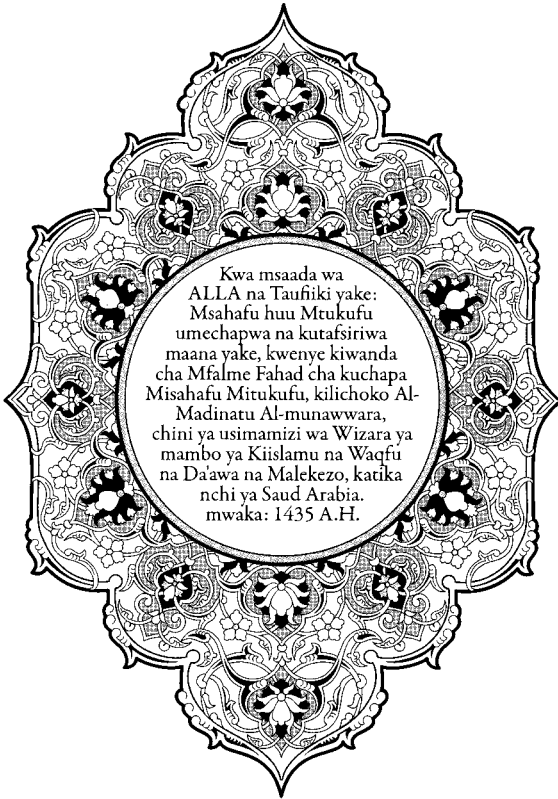 Kwa msaada wa
ALLA na Taufiiki yake:
Msahafu huu Mtukufu
umechapwa na kutafsiriwa
maana yake, kwenye kiwanda
cha Mfalme Fahad cha kuchapa
Misahafu Mitukufu, kilichoko Al-
Madinatu Al-munawwara,
chini ya usimamizi wa Wizara ya
mambo ya Kiislamu na Waqfu
na Da'awa na Malekezo, katika
nchi ya Saud Arabia.
mwaka: 1435 A.H.